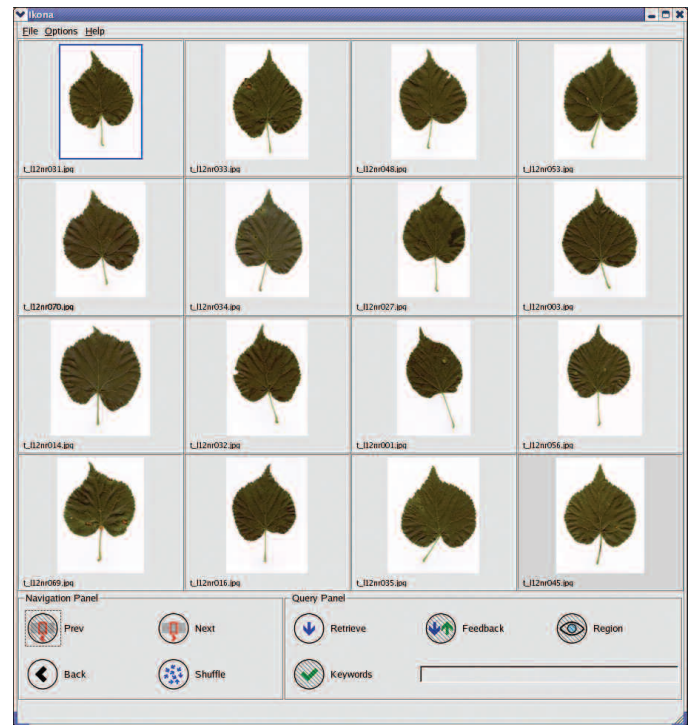 Ikona
File Options Help
t_l12nr031.jpg t_l12nr033.jpg t_l12nr048.jpg t_l12nr053.jpg
t_l12nr070.jpg t_l12nr034.jpg t_l12nr027.jpg t_l12nr003.jpg
t_l12nr014.jpg t_l12nr032.jpg t_l12nr001.jpg t_l12nr056.jpg
t_l12nr069.jpg t_l12nr016.jpg t_l12nr035.jpg t_l12nr045.jpg
Navigation Panel Query Panel
Prev Next Retrieve Feedback Region
Back Shuffle Keywords